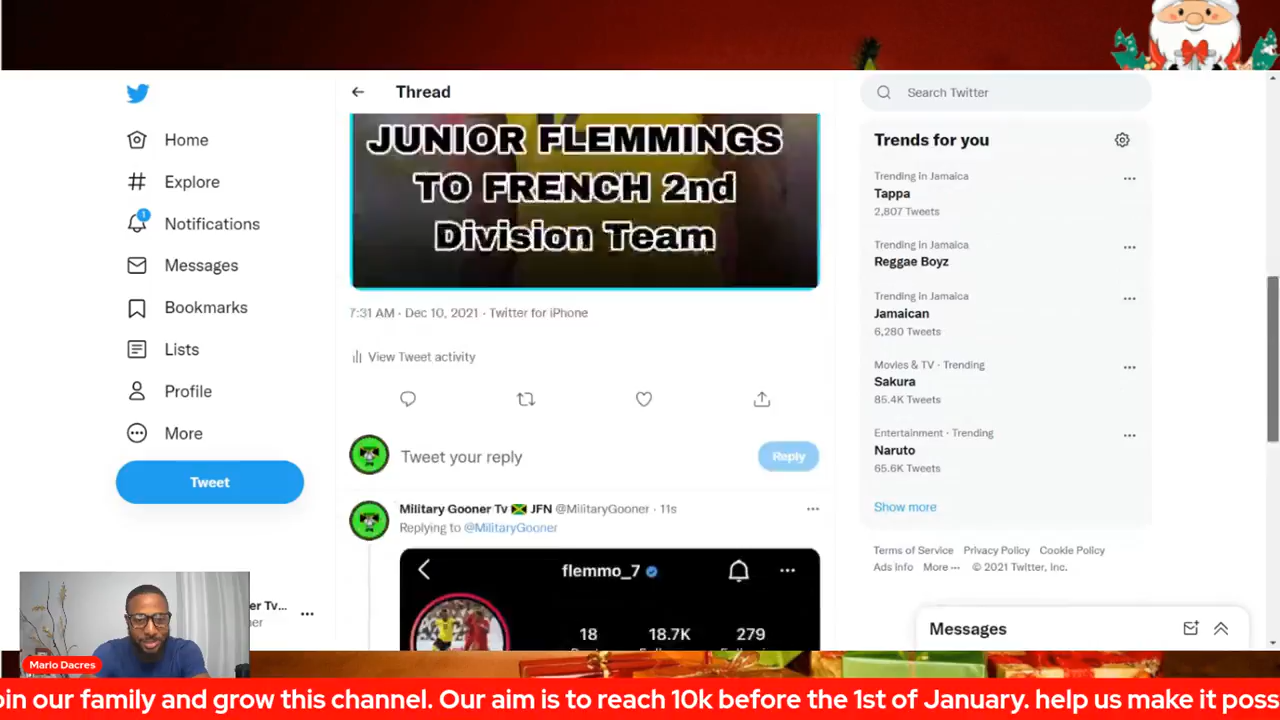 Home
Explore
Notifications
1
Messages
Bookmarks
Lists
Profile
More
Tweet
er Tv...
Thread
JUNIOR FLEMMINGS
TO FRENCH 2nd
Division Team
7:31 AM · Dec 10, 2021 · Twitter for iPhone
View Tweet activity
Tweet your reply
Reply
Military Gooner Tv 🇯🇲 JFN @MilitaryGooner · 11s
Replying to @MilitaryGooner
flemmo_7
18 18.7K 279
Search Twitter
Trends for you
Trending in Jamaica
Tappa
2,807 Tweets
Trending in Jamaica
Reggae Boyz
Trending in Jamaica
Jamaican
6,280 Tweets
Movies & TV · Trending
Sakura
85.4K Tweets
Entertainment · Trending
Naruto
65.6K Tweets
Show more
Terms of Service Privacy Policy Cookie Policy
Ads info More ··· © 2021 Twitter, Inc.
Messages
Mario Dacres
oin our family and grow this channel. Our aim is to reach 10k before the 1st of January. help us make it poss